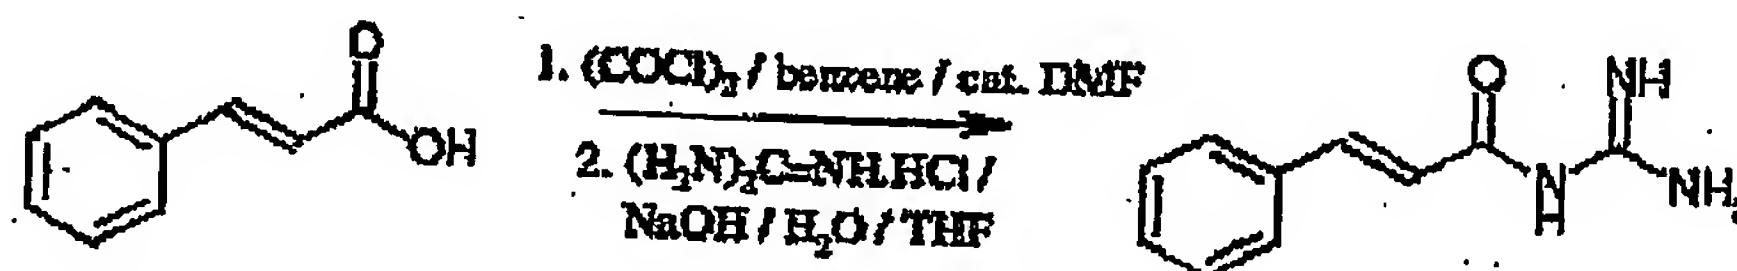 O
OH
1. (COCl)₂ / benzene / cat. DMF
2. (H₂N)₂C=NH.HCl /
NaOH / H₂O / THF
O
NH
N
H
NH₂